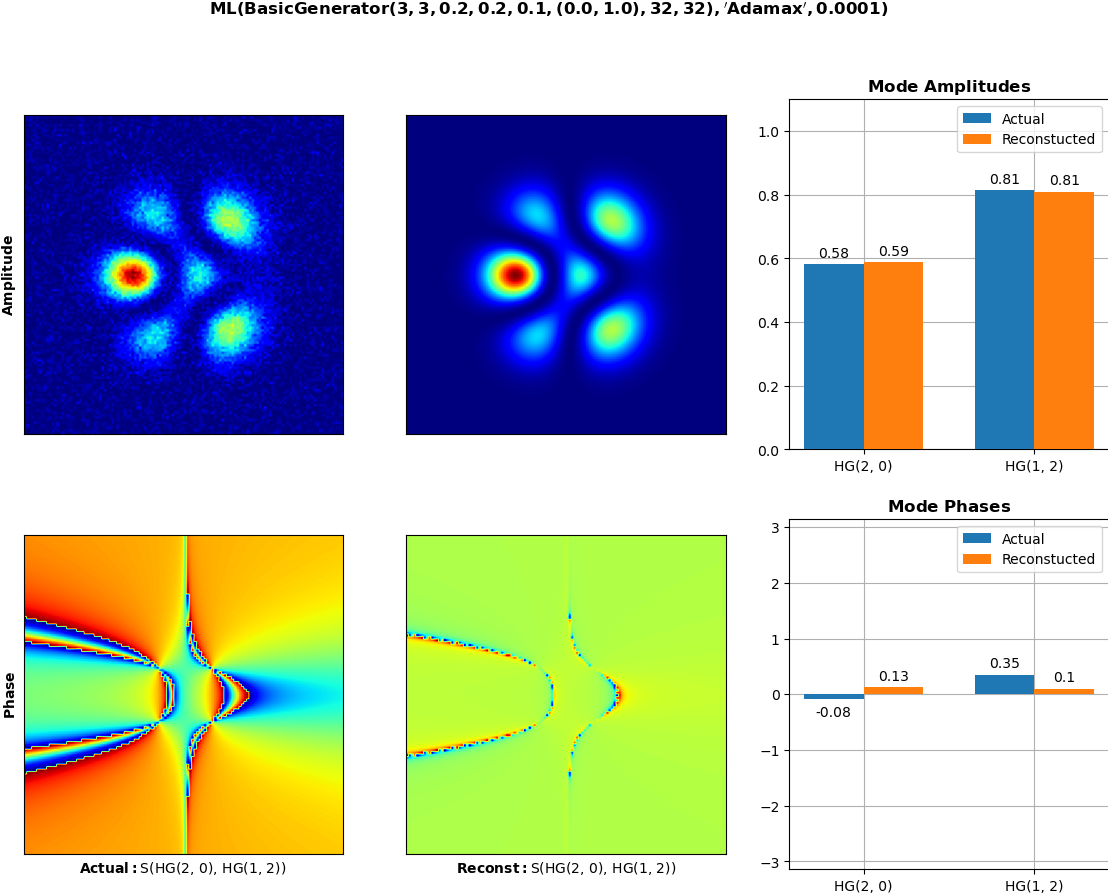 ML(BasicGenerator(3, 3, 0.2, 0.2, 0.1, (0.0, 1.0), 32, 32), ′Adamax′, 0.0001)
Amplitude
Mode Amplitudes
Actual
Reconstucted
1.0
0.8
0.6
0.4
0.2
0.0
0.58
0.59
0.81
0.81
HG(2, 0)
HG(1, 2)
Phase
Actual: S(HG(2, 0), HG(1, 2))
Reconst: S(HG(2, 0), HG(1, 2))
Mode Phases
Actual
Reconstucted
3
2
1
0
−1
−2
−3
-0.08
0.13
0.35
0.1
HG(2, 0)
HG(1, 2)